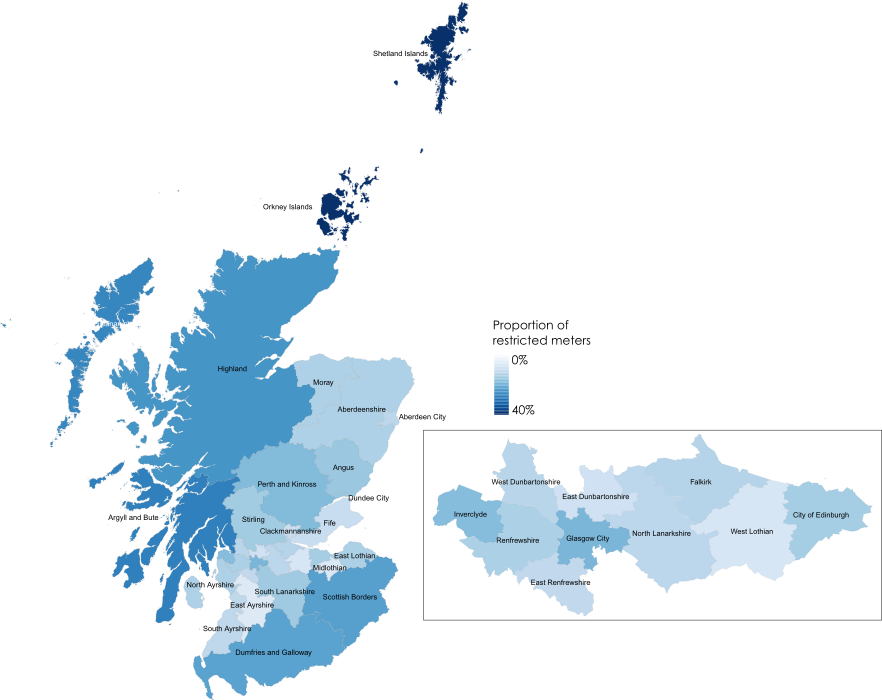 Shetland Islands
Orkney Islands
Proportion of
restricted meters
0%
40%
Highland
Moray
Aberdeenshire
Aberdeen City
Angus
Perth and Kinross
Dundee City
Argyll and Bute
Stirling
Fife
Clackmannanshire
East Lothian
Midlothian
North Ayrshire
South Lanarkshire
Scottish Borders
East Ayrshire
South Ayrshire
Dumfries and Galloway
West Dunbartonshire
Falkirk
East Dunbartonshire
Inverclyde
City of Edinburgh
North Lanarkshire
West Lothian
Renfrewshire
Glasgow City
East Renfrewshire